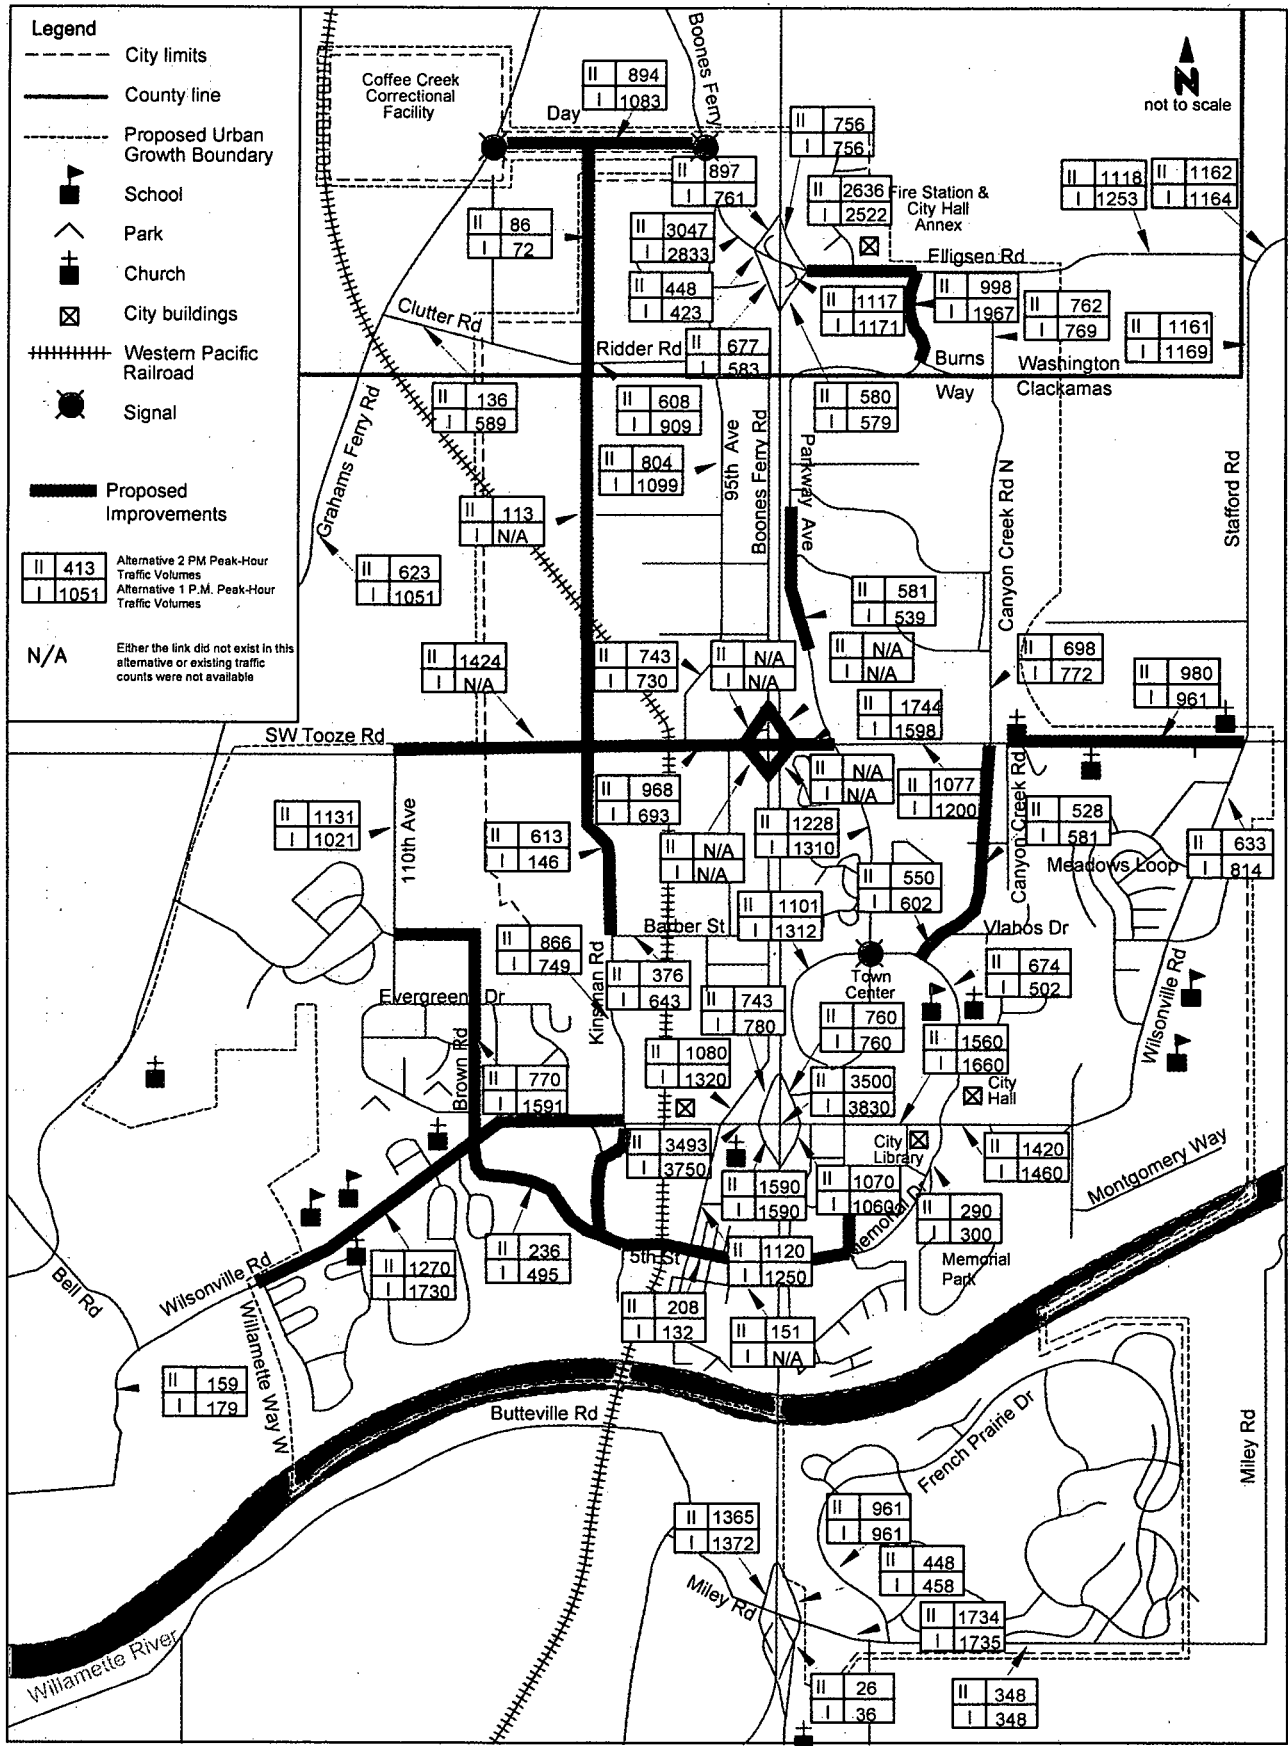 Legend
City limits
County line
Proposed Urban
Growth Boundary
School
Park
Church
City buildings
Western Pacific
Railroad
Signal
Proposed
Improvements
II 413
I 1051
Alternative 2 PM Peak-Hour
Traffic Volumes
Alternative 1 P.M. Peak-Hour
Traffic Volumes
N/A
Either the link did not exist in this
alternative or existing traffic
counts were not available
N
not to scale
Coffee Creek
Correctional
Facility
Boones Ferry
Day
II 894
I 1083
II 756
I 756
II 897
I 761
II 2636
I 2522
Fire Station &
City Hall
Annex
II 1118
I 1253
II 1162
I 1164
II 86
I 72
II 3047
I 2833
Elligsen Rd
II 448
I 423
II 1117
I 1171
II 998
I 1967
II 762
I 769
II 1161
I 1169
Clutter Rd
Ridder Rd
II 677
I 583
Burns
Way
Washington
Clackamas
II 136
I 589
II 608
I 909
II 580
I 579
Grahams Ferry Rd
95th Ave
Boones Ferry Rd
Parkway Ave
Canyon Creek Rd N
Stafford Rd
II 804
I 1099
II 113
I N/A
II 623
I 1051
II 581
I 539
II 1424
I N/A
II 743
I 730
II N/A
I N/A
II N/A
I N/A
II 698
I 772
II 980
I 961
II 1744
I 1598
SW Tooze Rd
II N/A
I N/A
II 1077
I 1200
II 968
I 693
II 1131
I 1021
110th Ave
II 613
I 146
II N/A
I N/A
II 1228
I 1310
Canyon Creek Rd
II 528
I 581
Meadows Loop
II 633
I 814
II 550
I 602
II 1101
I 1312
Barber St
Vlabos Dr
II 866
I 749
Kinsman Rd
II 376
I 643
Town
Center
II 674
I 502
Wilsonville Rd
Evergreen Dr
II 743
I 780
II 760
I 760
Brown Rd
II 1080
I 1320
II 1560
I 1660
II 770
I 1591
II 3500
I 3830
City
Hall
II 3493
I 3750
City
Library
II 1420
I 1460
Montgomery Way
II 1590
I 1590
II 1070
I 1060
Memorial Dr
II 290
I 300
Memorial
Park
II 1270
I 1730
II 236
I 495
5th St
II 1120
I 1250
Bell Rd
Wilsonville Rd
Willamette Way W
II 208
I 132
II 151
I N/A
II 159
I 179
Butteville Rd
French Prairie Dr
Miley Rd
II 1365
I 1372
II 961
I 961
II 448
I 458
Miley Rd
II 1734
I 1735
Willamette River
II 26
I 36
II 348
I 348